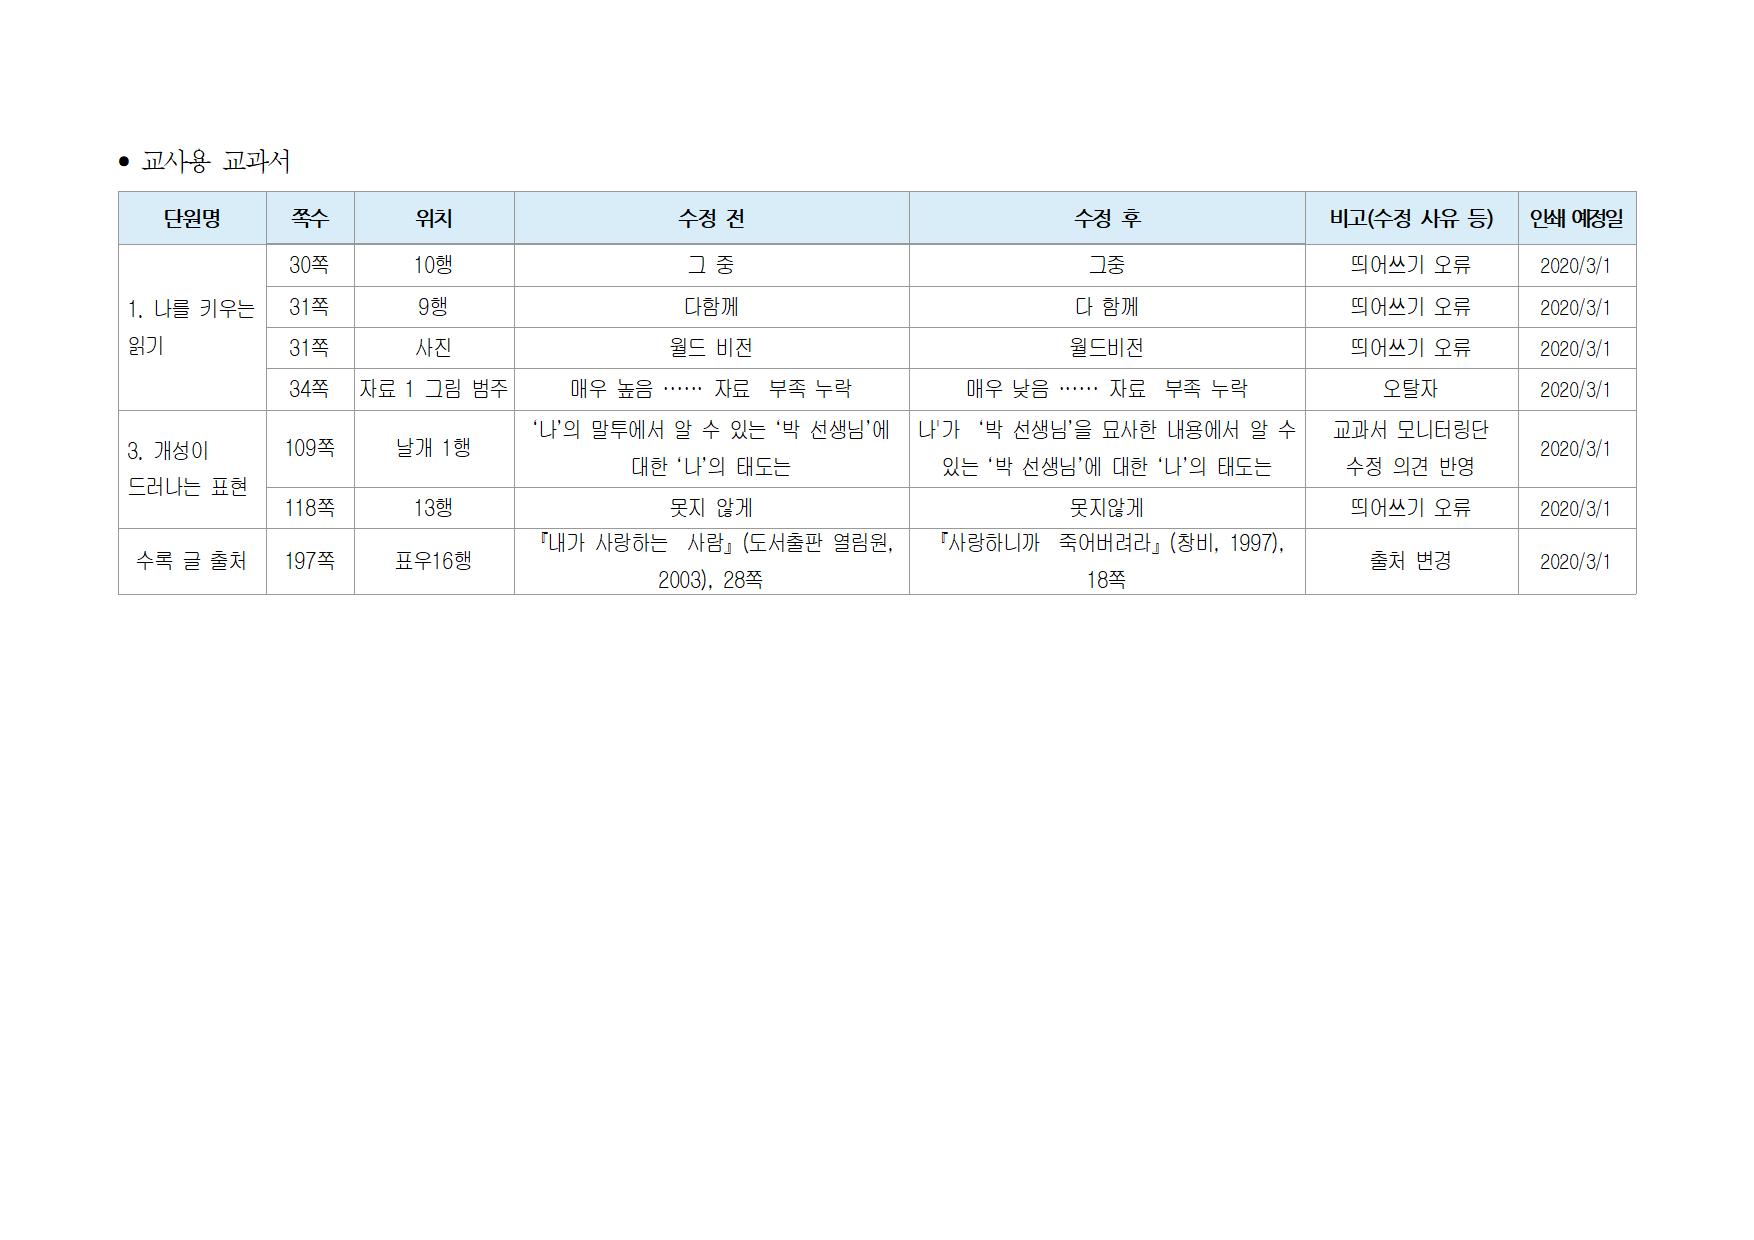 • 교사용 교과서
단원명 쪽수 위치 수정 전 수정 후 비고(수정 사유 등) 인쇄 예정일
1. 나를 키우는
읽기
30쪽 10행 그 중 그중 띄어쓰기 오류 2020/3/1
31쪽 9행 다함께 다 함께 띄어쓰기 오류 2020/3/1
31쪽 사진 월드 비전 월드비전 띄어쓰기 오류 2020/3/1
34쪽 자료 1 그림 범주 매우 높음 …… 자료 부족 누락 매우 낮음 …… 자료 부족 누락 오탈자 2020/3/1
3. 개성이
드러나는 표현
109쪽 날개 1행
‘나’의 말투에서 알 수 있는 ‘박 선생님’에
대한 ‘나’의 태도는
나'가 ‘박 선생님’을 묘사한 내용에서 알 수
있는 ‘박 선생님’에 대한 ‘나’의 태도는
교과서 모니터링단
수정 의견 반영
2020/3/1
118쪽 13행 못지 않게 못지않게 띄어쓰기 오류 2020/3/1
수록 글 출처 197쪽 표우16행
『내가 사랑하는 사람』(도서출판 열림원,
2003), 28쪽
『사랑하니까 죽어버려라』(창비, 1997),
18쪽
출처 변경 2020/3/1